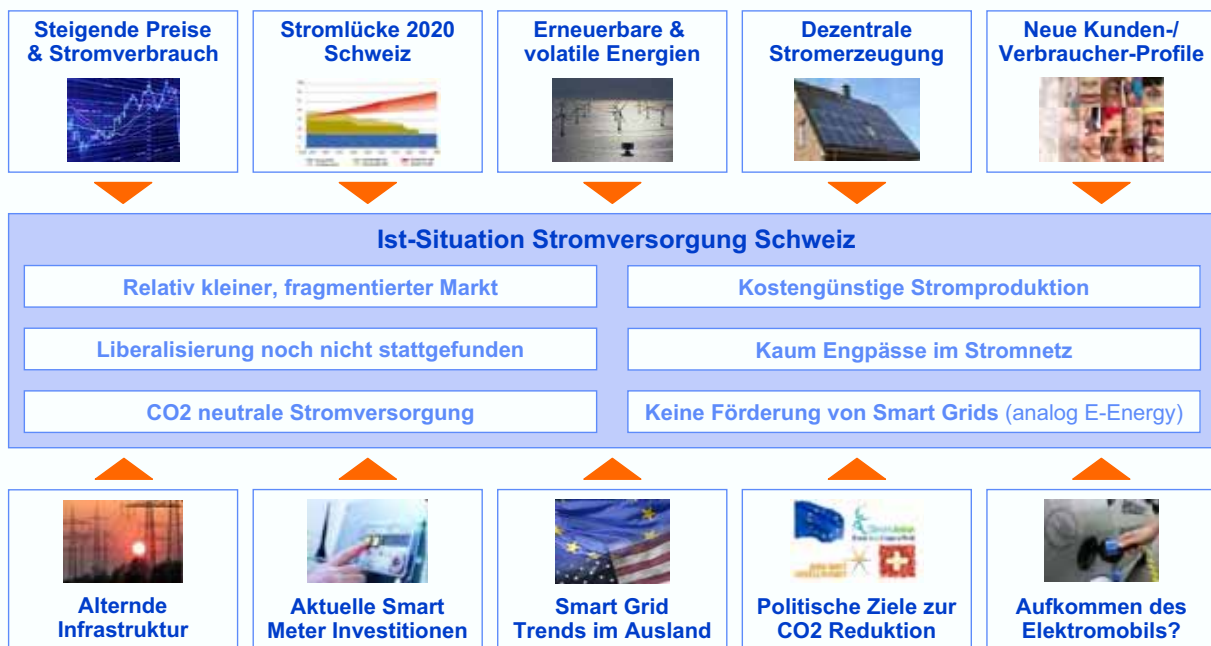 Steigende Preise
& Stromverbrauch
Stromlücke 2020
Schweiz
Erneuerbare &
volatile Energien
Dezentrale
Stromerzeugung
Neue Kunden-/
Verbraucher-Profile
Ist-Situation Stromversorgung Schweiz
Relativ kleiner, fragmentierter Markt
Kostengünstige Stromproduktion
Liberalisierung noch nicht stattgefunden
Kaum Engpässe im Stromnetz
CO2 neutrale Stromversorgung
Keine Förderung von Smart Grids (analog E-Energy)
Alternde
Infrastruktur
Aktuelle Smart
Meter Investitionen
Smart Grid
Trends im Ausland
Politische Ziele zur
CO2 Reduktion
Aufkommen des
Elektromobils?